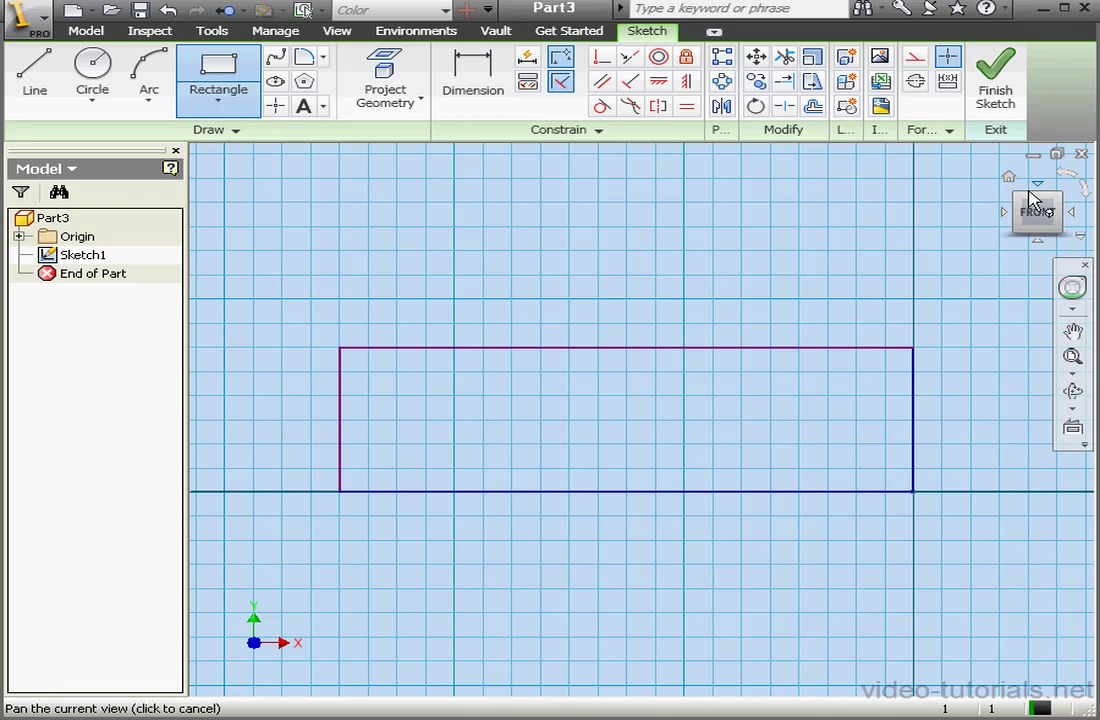 PRO
Color
Part3
Type a keyword or phrase
Model
Inspect
Tools
Manage
View
Environments
Vault
Get Started
Sketch
Line
Circle
Arc
Rectangle
A
Project
Geometry
Dimension
Finish
Sketch
Draw
Constrain
P...
Modify
L...
I...
For...
Exit
Model
Part3
Origin
Sketch1
End of Part
FRONT
Y
X
video-tutorials.net
Pan the current view (click to cancel)
1
1